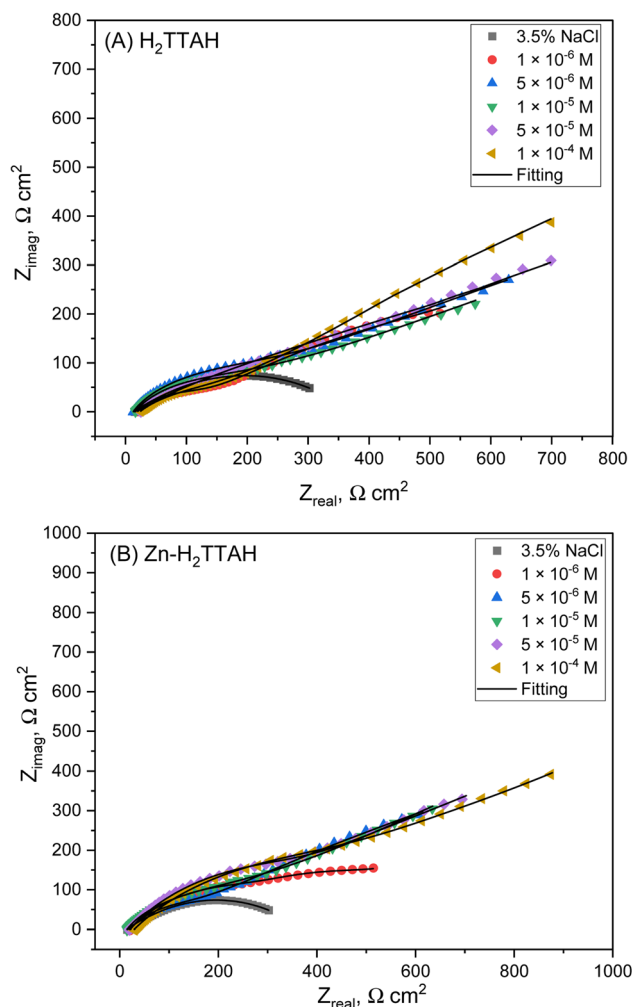 (A) H₂TTAH
3.5% NaCl
1 × 10⁻⁶ M
5 × 10⁻⁶ M
1 × 10⁻⁵ M
5 × 10⁻⁵ M
1 × 10⁻⁴ M
Fitting
800
700
600
500
400
300
200
100
0
Z_imag, Ω cm²
0 100 200 300 400 500 600 700 800
Z_real, Ω cm²
(B) Zn-H₂TTAH
3.5% NaCl
1 × 10⁻⁶ M
5 × 10⁻⁶ M
1 × 10⁻⁵ M
5 × 10⁻⁵ M
1 × 10⁻⁴ M
Fitting
1000
900
800
700
600
500
400
300
200
100
0
Z_imag, Ω cm²
0 200 400 600 800 1000
Z_real, Ω cm²